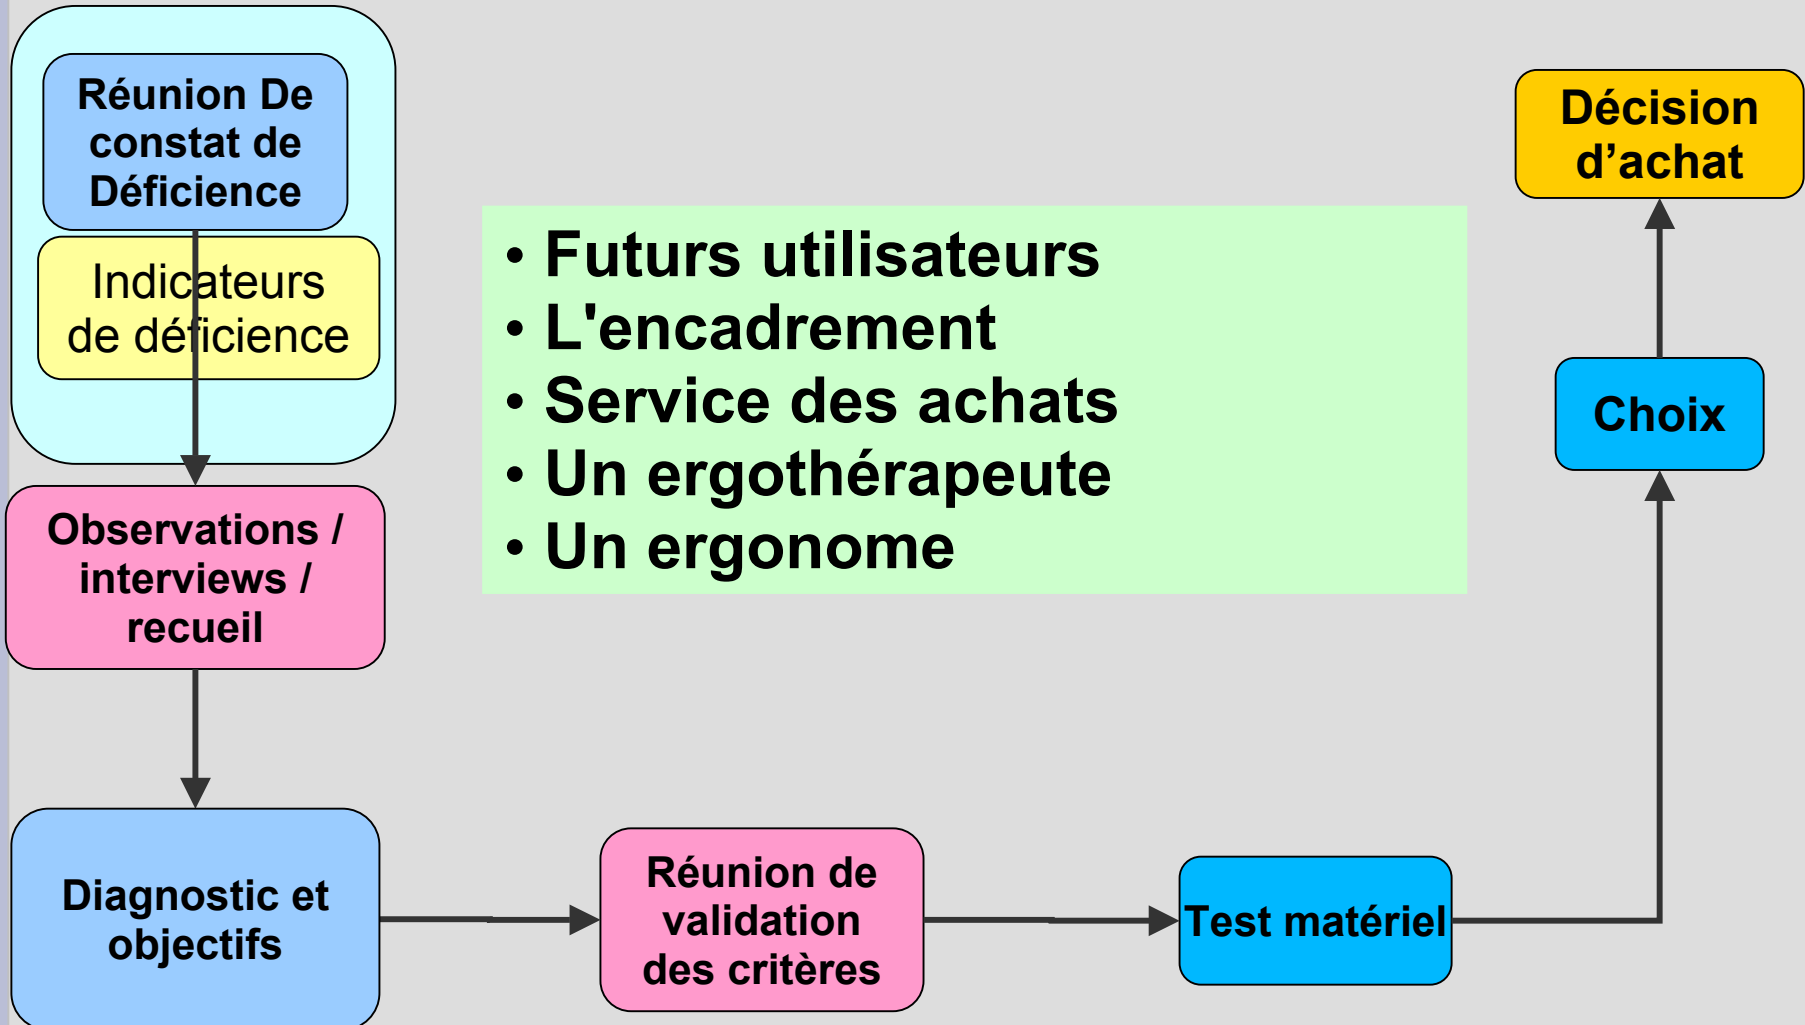 Réunion De
constat de
Déficience
Indicateurs
de déficience
Observations /
interviews /
recueil
Diagnostic et
objectifs
• Futurs utilisateurs
• L'encadrement
• Service des achats
• Un ergothérapeute
• Un ergonome
Réunion de
validation
des critères
Test matériel
Choix
Décision
d’achat